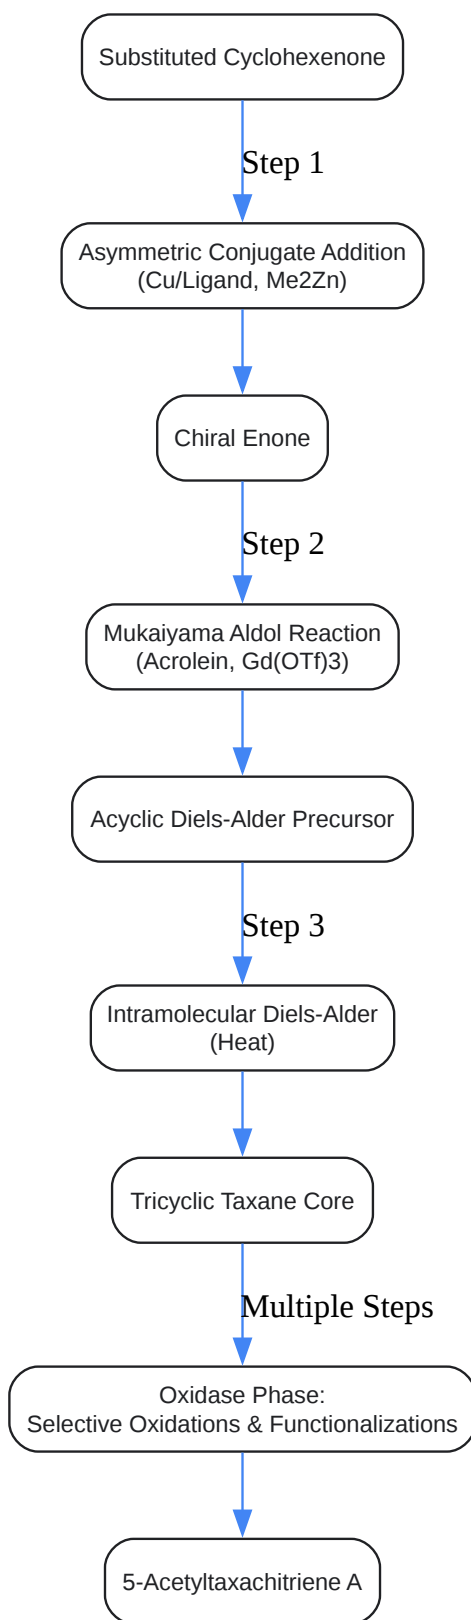 Substituted Cyclohexenone
Step 1
Asymmetric Conjugate Addition
(Cu/Ligand, Me2Zn)
Chiral Enone
Step 2
Mukaiyama Aldol Reaction
(Acrolein, Gd(OTf)3)
Acyclic Diels-Alder Precursor
Step 3
Intramolecular Diels-Alder
(Heat)
Tricyclic Taxane Core
Multiple Steps
Oxidase Phase:
Selective Oxidations & Functionalizations
5-Acetyltaxachitriene A